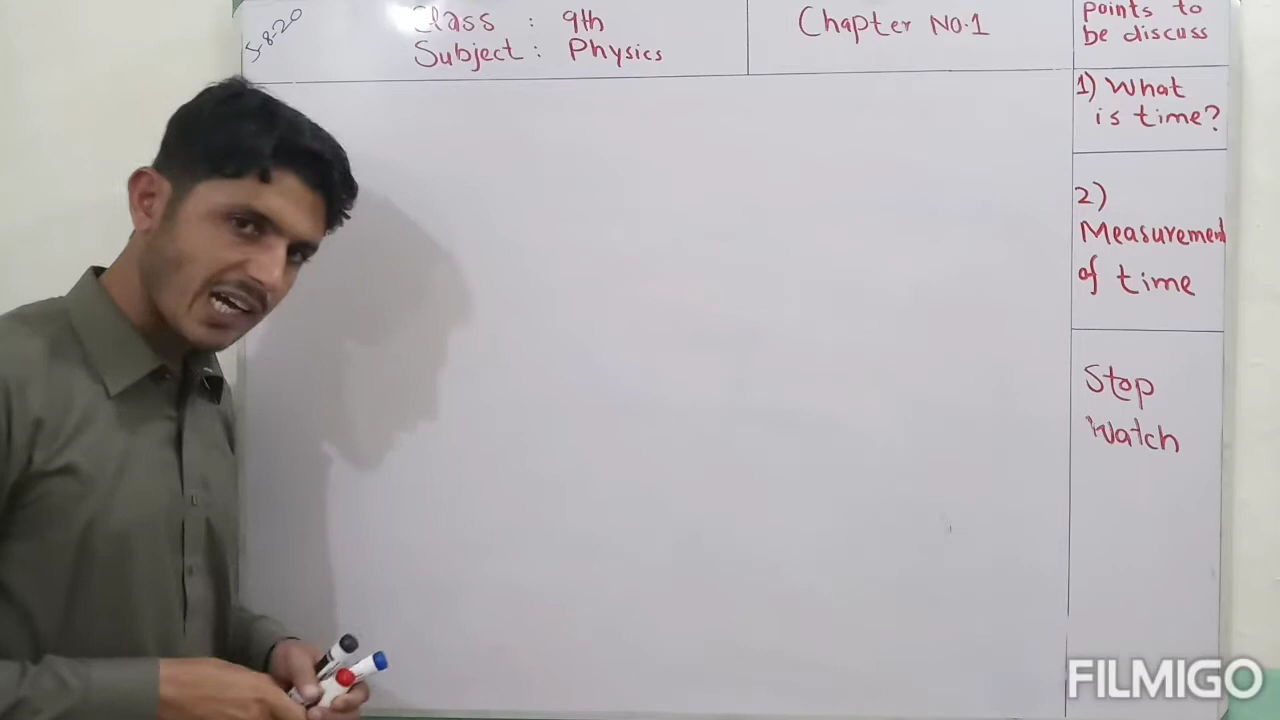 5-8-20
Class : 9th
Subject : Physics
Chapter No.1
points to
be discuss
1) What
is time?
2)
Measurement
of time
Stop
Watch
FILMIGO